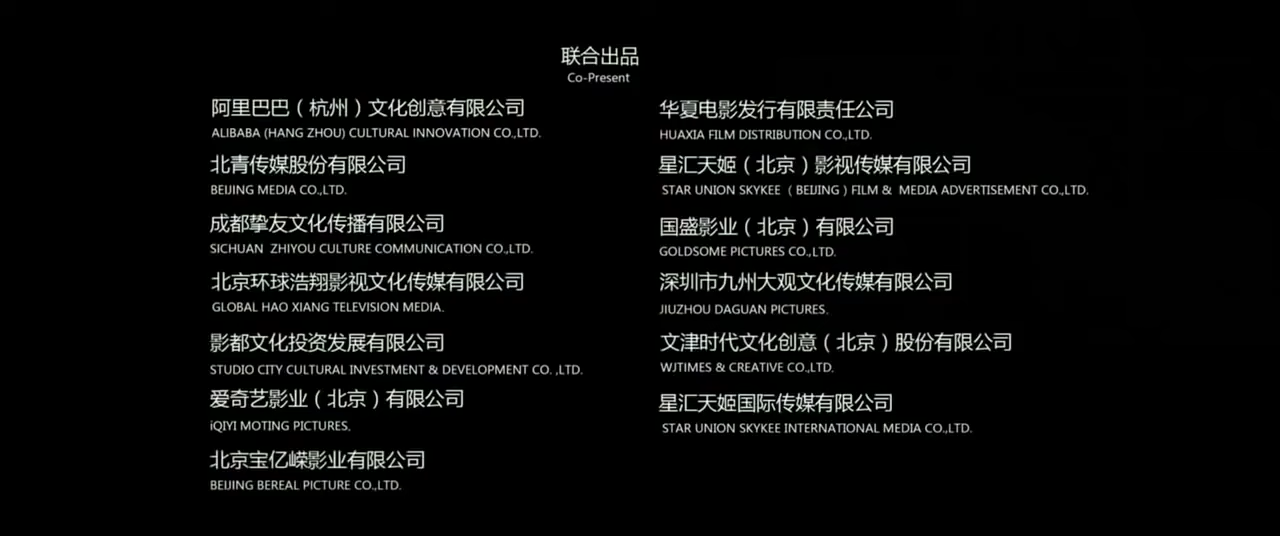 联合出品
Co-Present
阿里巴巴（杭州）文化创意有限公司
ALIBABA (HANG ZHOU) CULTURAL INNOVATION CO.,LTD.
北青传媒股份有限公司
BEIJING MEDIA CO.,LTD.
成都挚友文化传播有限公司
SICHUAN ZHIYOU CULTURE COMMUNICATION CO.,LTD.
北京环球浩翔影视文化传媒有限公司
GLOBAL HAO XIANG TELEVISION MEDIA.
影都文化投资发展有限公司
STUDIO CITY CULTURAL INVESTMENT & DEVELOPMENT CO. ,LTD.
爱奇艺影业（北京）有限公司
iQIYI MOTING PICTURES.
北京宝亿嵘影业有限公司
BEIJING BEREAL PICTURE CO.,LTD.
华夏电影发行有限责任公司
HUAXIA FILM DISTRIBUTION CO.,LTD.
星汇天姬（北京）影视传媒有限公司
STAR UNION SKYKEE （BEIJING）FILM & MEDIA ADVERTISEMENT CO.,LTD.
国盛影业（北京）有限公司
GOLDSOME PICTURES CO.,LTD.
深圳市九州大观文化传媒有限公司
JIUZHOU DAGUAN PICTURES.
文津时代文化创意（北京）股份有限公司
WJTIMES & CREATIVE CO.,LTD.
星汇天姬国际传媒有限公司
STAR UNION SKYKEE INTERNATIONAL MEDIA CO.,LTD.